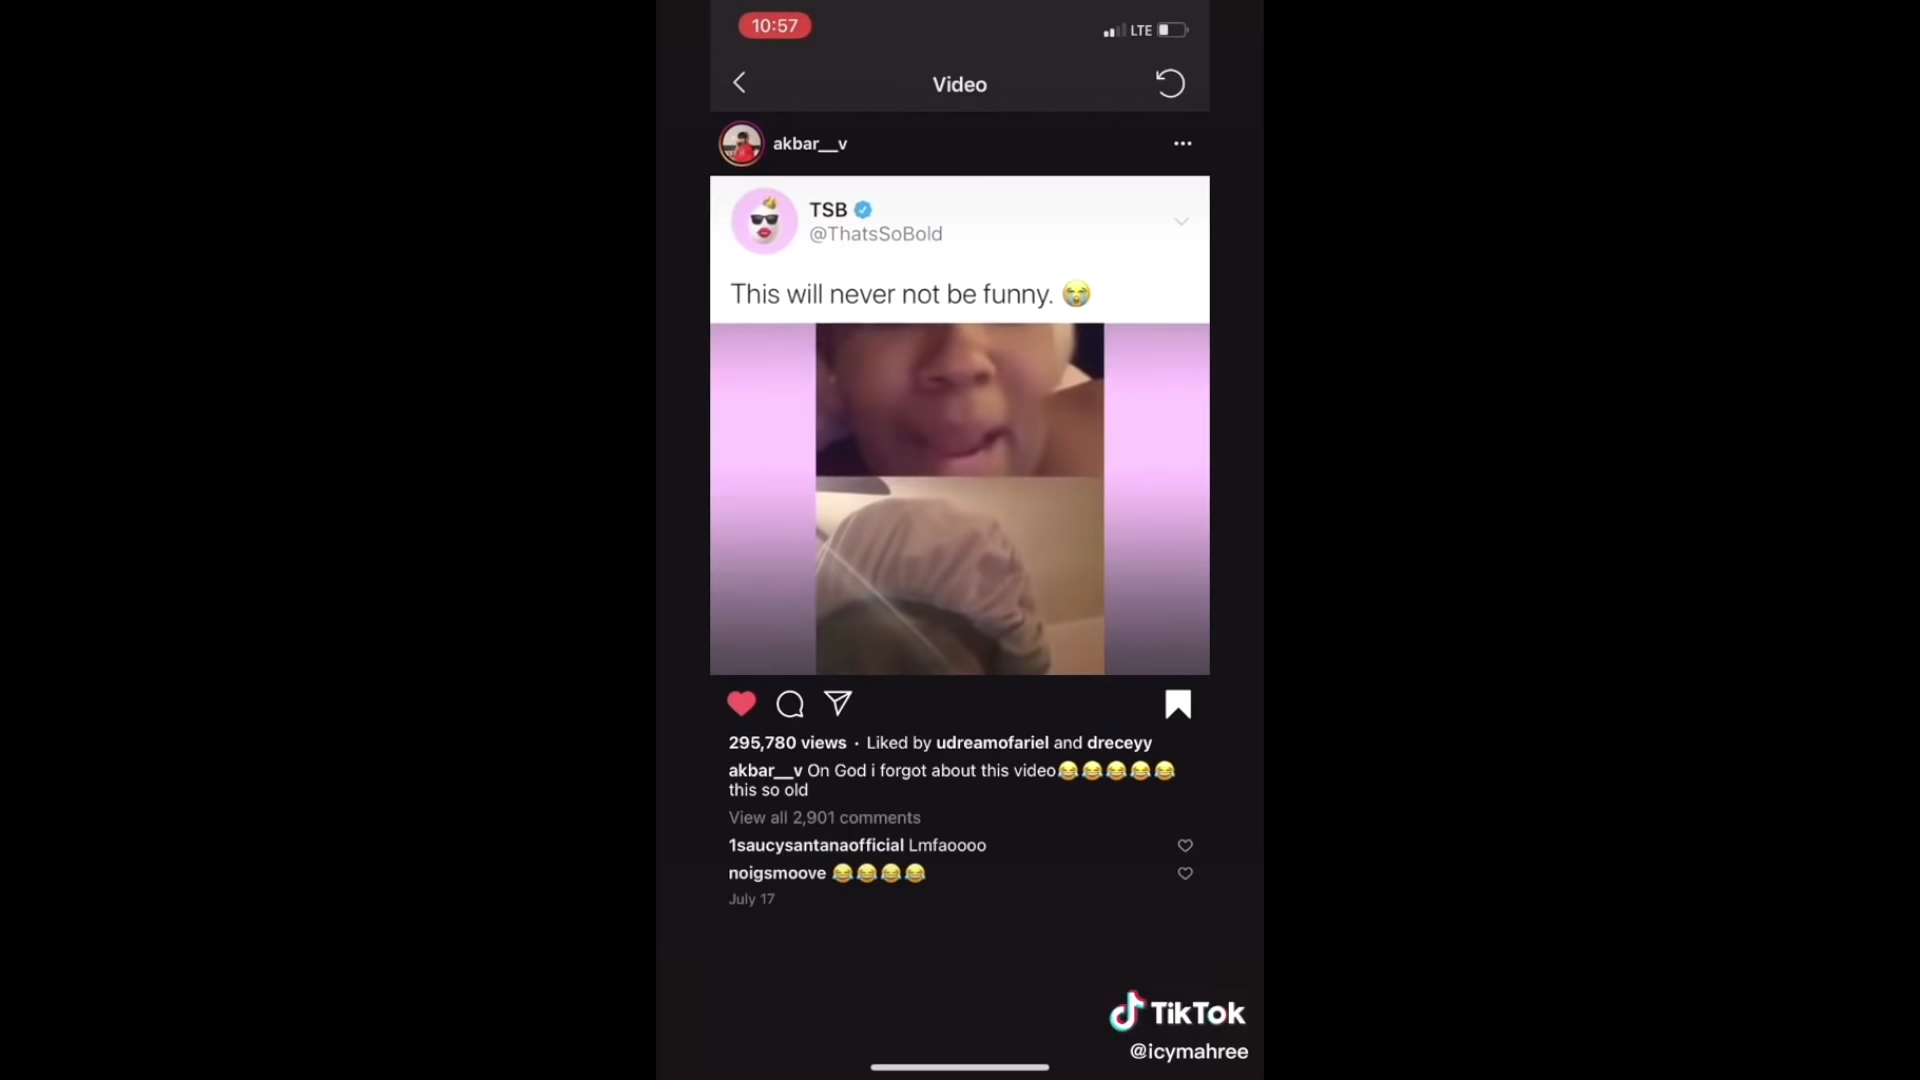 10:57
LTE
Video
akbar__v
TSB
@ThatsSoBold
This will never not be funny. 😭
295,780 views · Liked by udreamofariel and dreceyy
akbar__v On God i forgot about this video😂😂😂😂😂
this so old
View all 2,901 comments
1saucysantanaofficial Lmfaoooo
noigsmoove 😂😂😂😂
July 17
TikTok
@icymahree